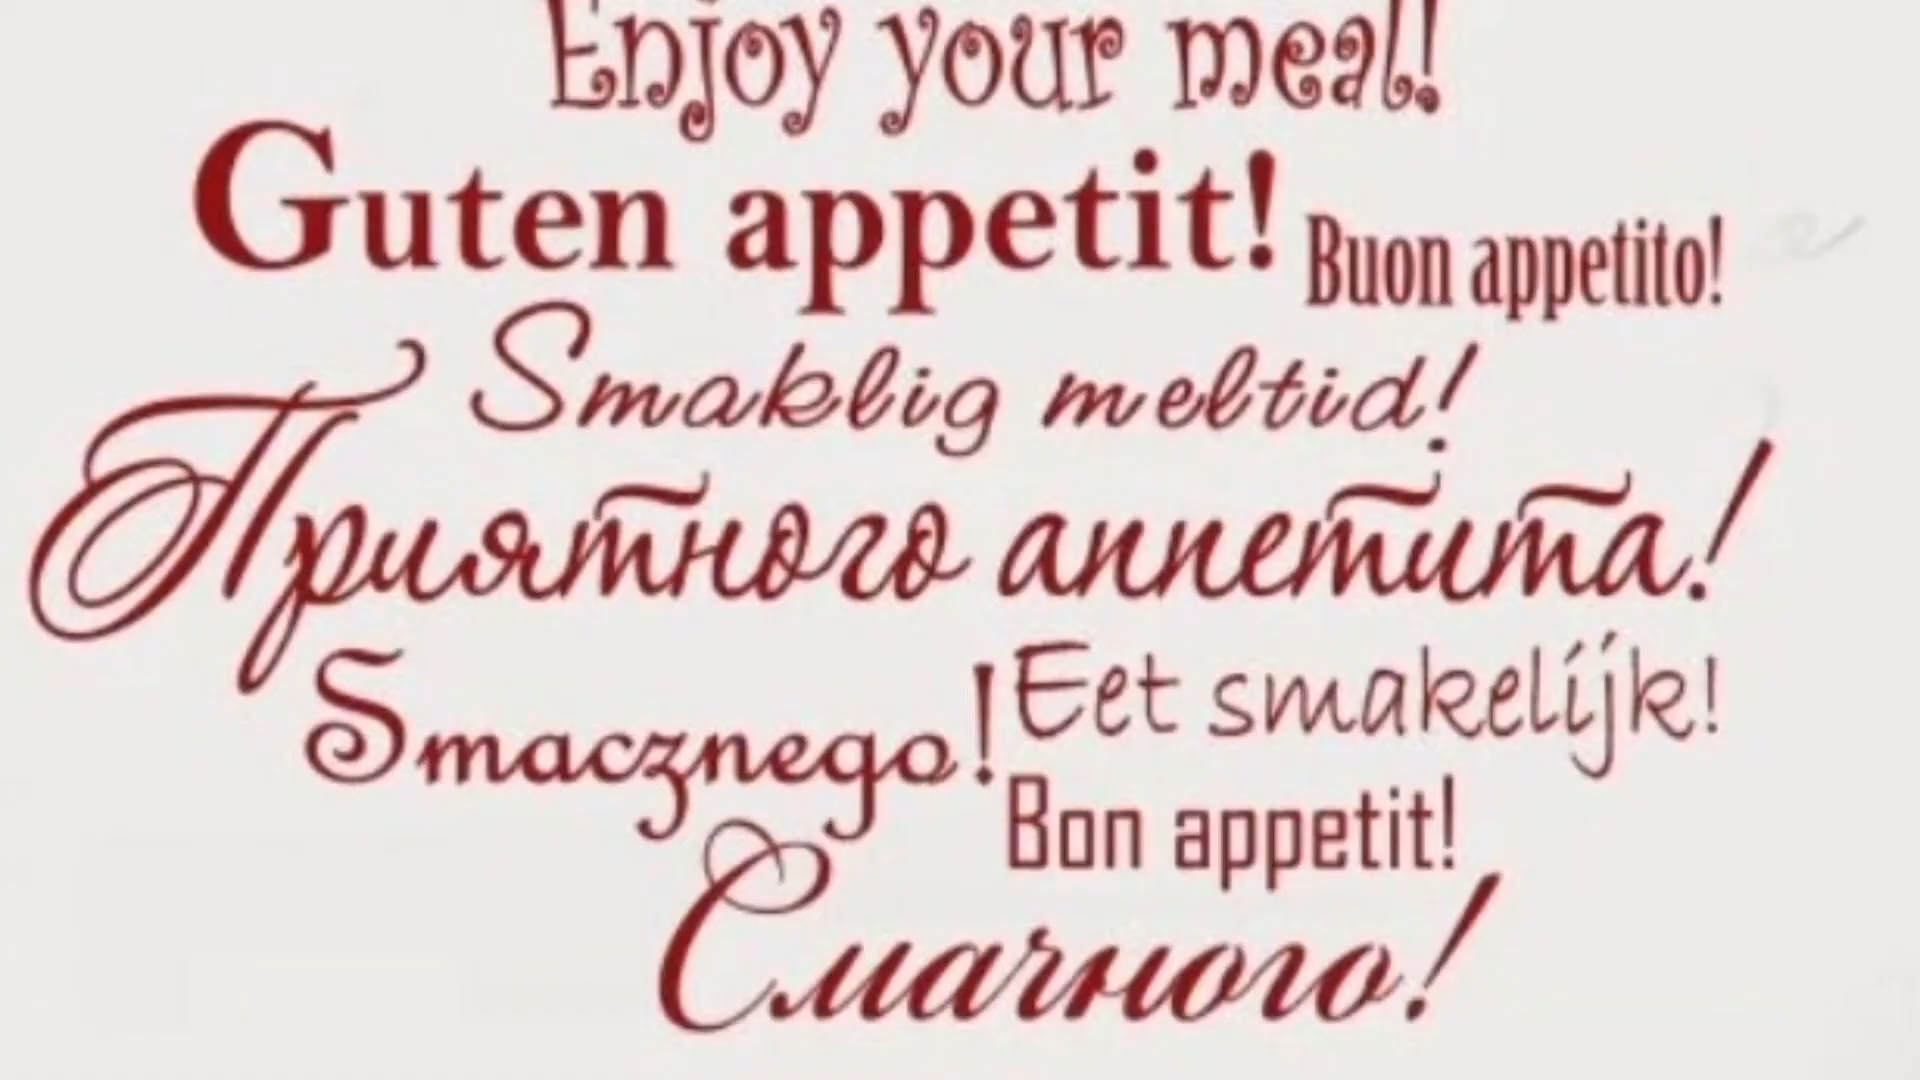 Enjoy your meal!
Guten appetit!
Buon appetito!
Smaklig meltid!
Приятного аппетита!
Smacznego!
Eet smakelijk!
Bon appetit!
Смачного!